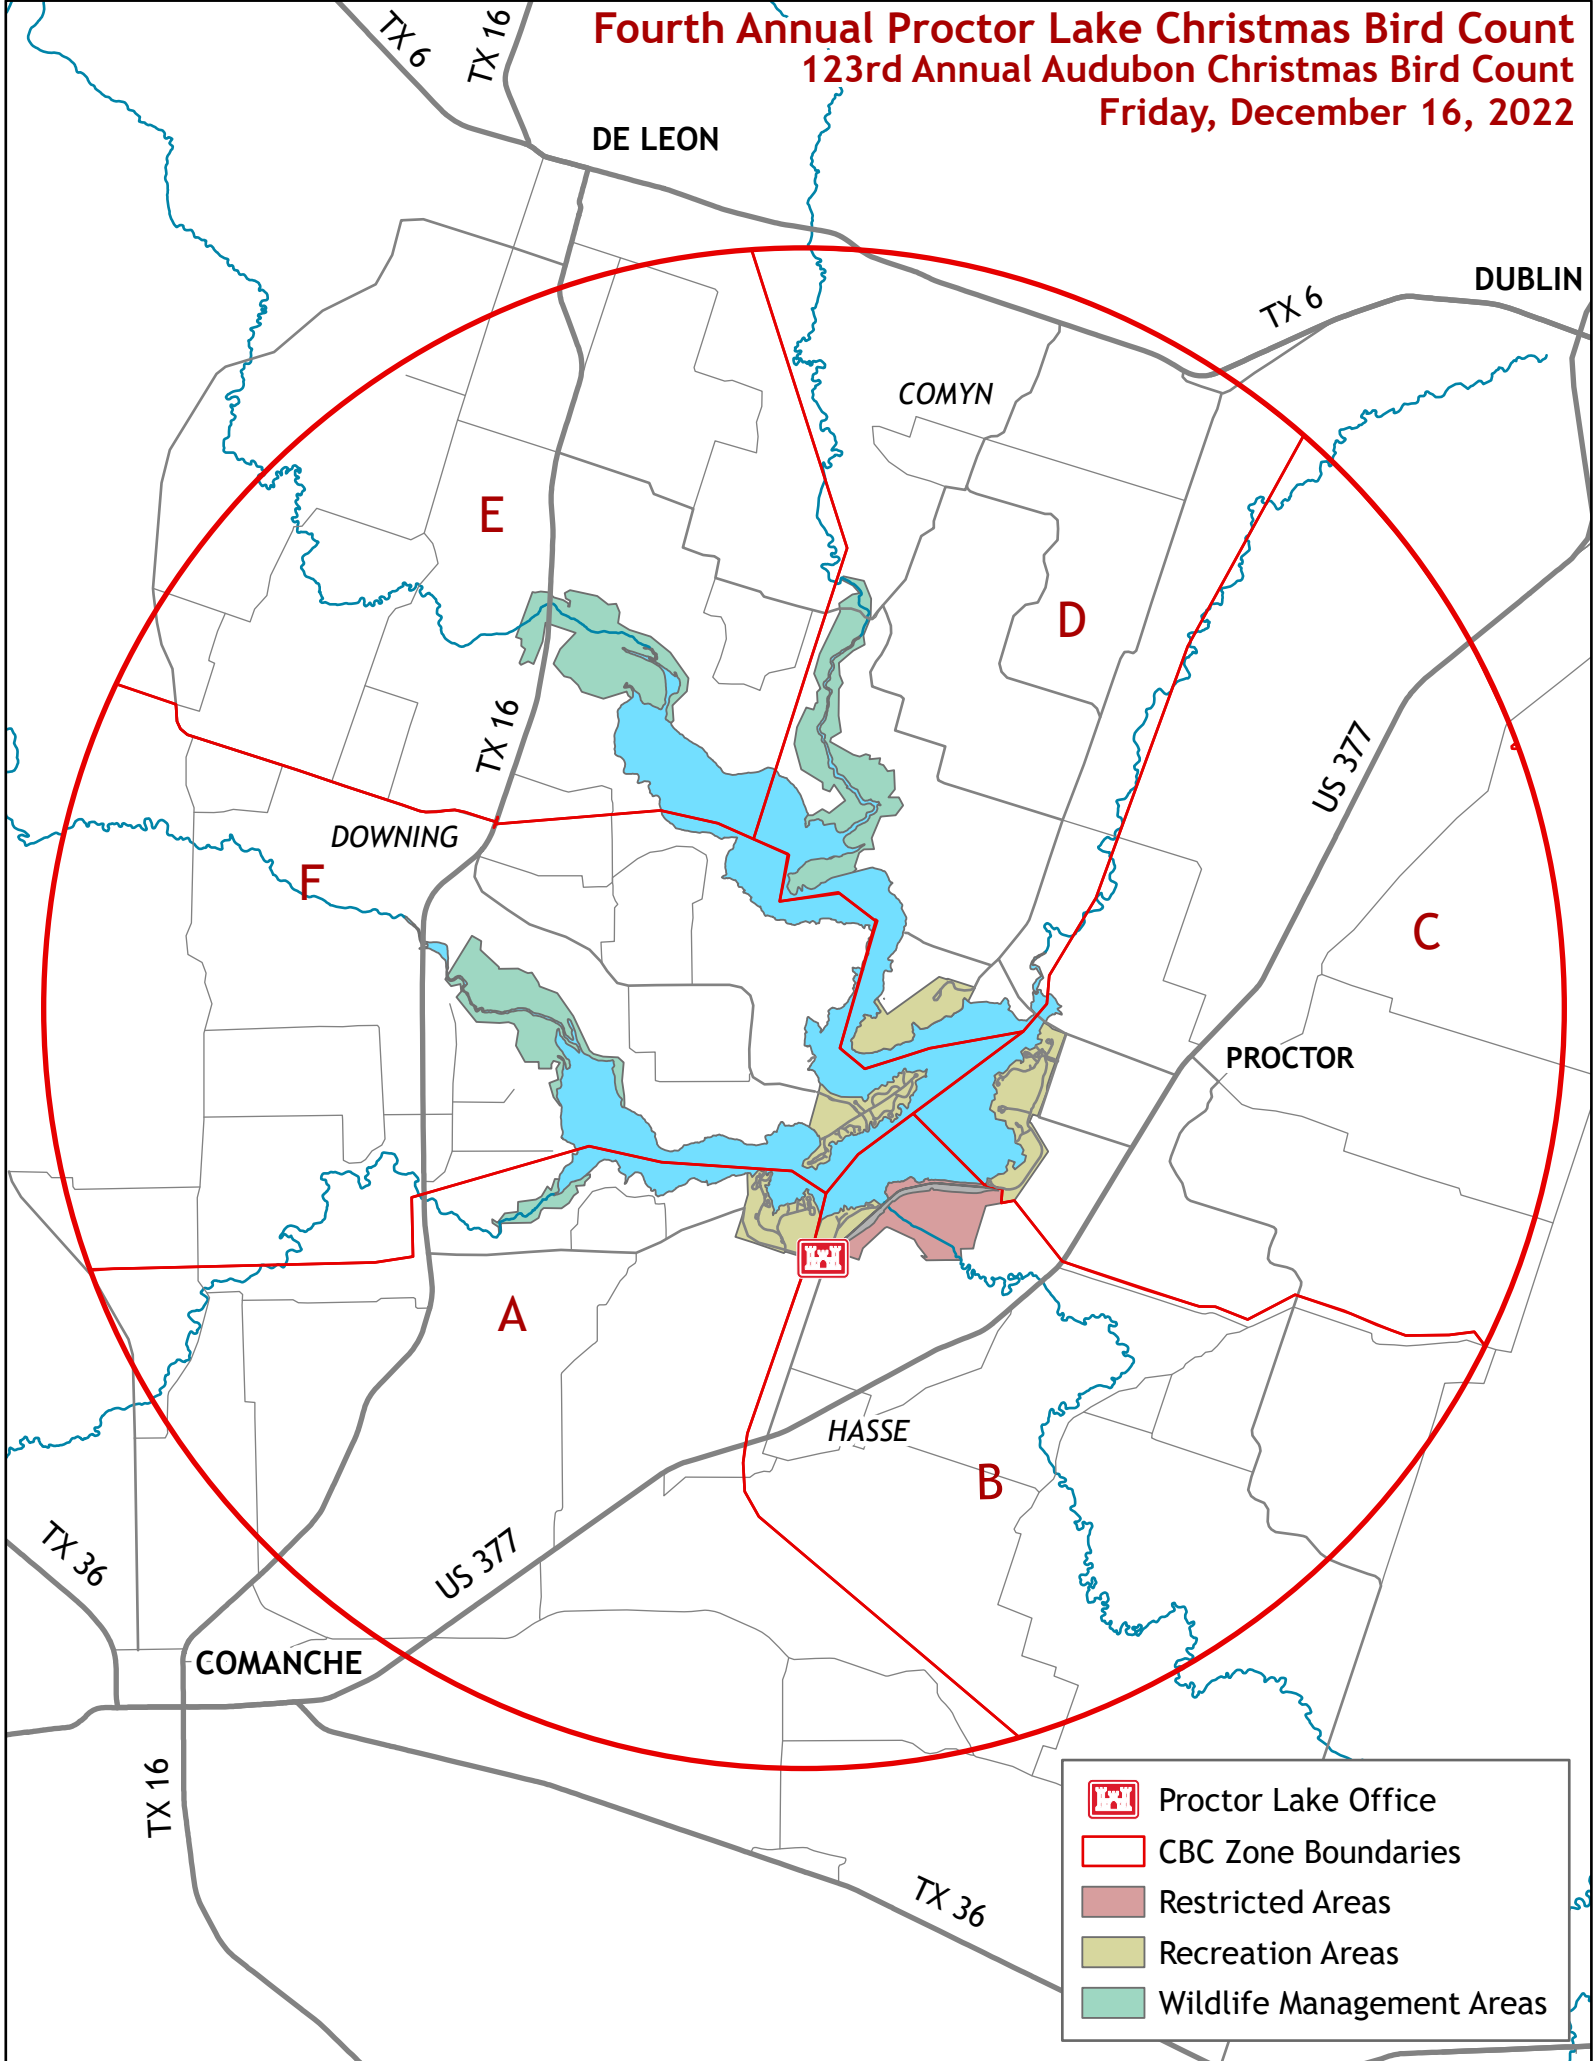 Fourth Annual Proctor Lake Christmas Bird Count
123rd Annual Audubon Christmas Bird Count
Friday, December 16, 2022
TX 6
TX 16
DE LEON
DUBLIN
TX 6
COMYN
E
D
TX 16
US 377
DOWNING
F
C
PROCTOR
A
HASSE
B
TX 36
US 377
COMANCHE
TX 16
TX 36
Proctor Lake Office
CBC Zone Boundaries
Restricted Areas
Recreation Areas
Wildlife Management Areas